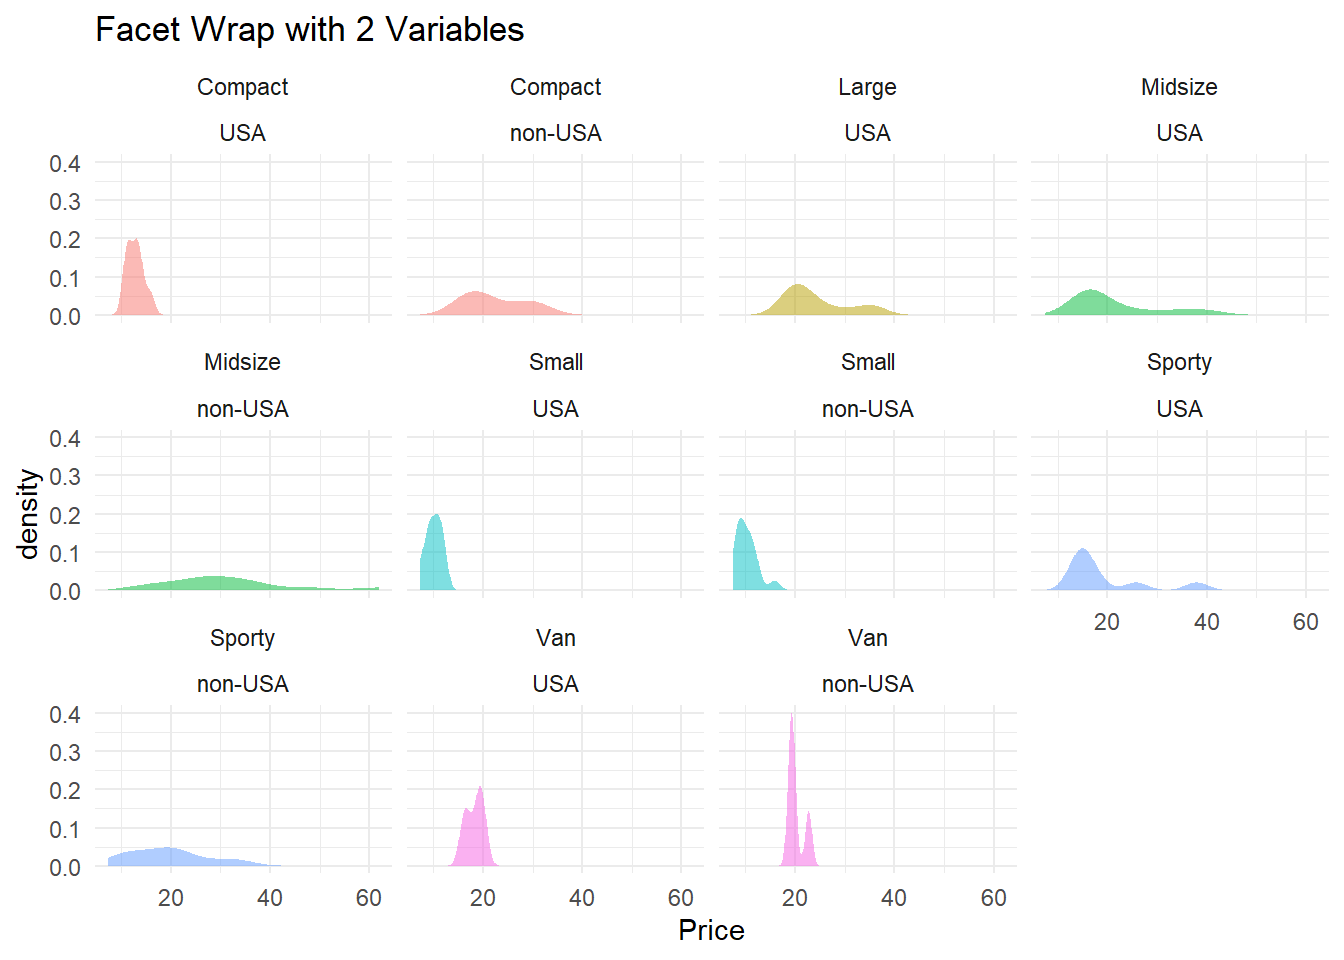 Facet Wrap with 2 Variables
Compact Compact Large Midsize
USA non-USA USA USA
0.4
0.3
0.2
0.1
0.0
Midsize Small Small Sporty
non-USA USA non-USA USA
0.4
0.3
0.2
0.1
0.0
density
20 40 60
Sporty Van Van
non-USA USA non-USA
0.4
0.3
0.2
0.1
0.0
20 40 60 20 40 60 20 40 60
Price